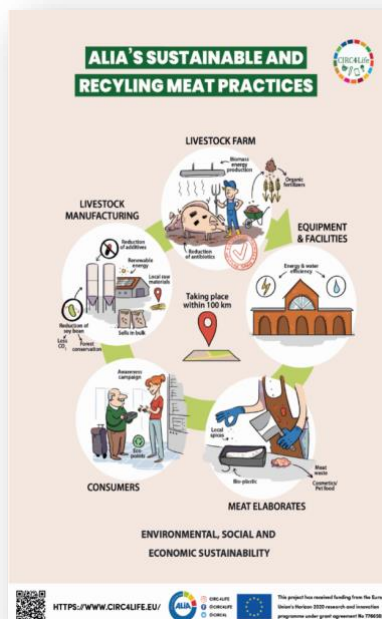 ALIA'S SUSTAINABLE AND
RECYLING MEAT PRACTICES
CIRC4Life
LIVESTOCK FARM
Biomass
energy
production
Organic
fertilizers
Reduction
of antibiotics
LIVESTOCK
MANUFACTURING
Reduction
of additives
Renewable
energy
Local raw
materials
Reduction of
soy bean
Sells in bulk
Less
CO₂
Forest
conservation
EQUIPMENT
& FACILITIES
Energy & water
efficiency
Taking place
within 100 km
Awareness
campaign
Eco
points
CONSUMERS
Local
spices
Bio-plastic
Meat
waste
Cosmetics/
Pet food
MEAT ELABORATES
ENVIRONMENTAL, SOCIAL AND
ECONOMIC SUSTAINABILITY
HTTPS://WWW.CIRC4LIFE.EU/
ALIA
CIRC4LIFE
@CIRC4LIFE
This project has received funding from the Euro
Union's Horizon 2020 research and innovation
programme under grant agreement No